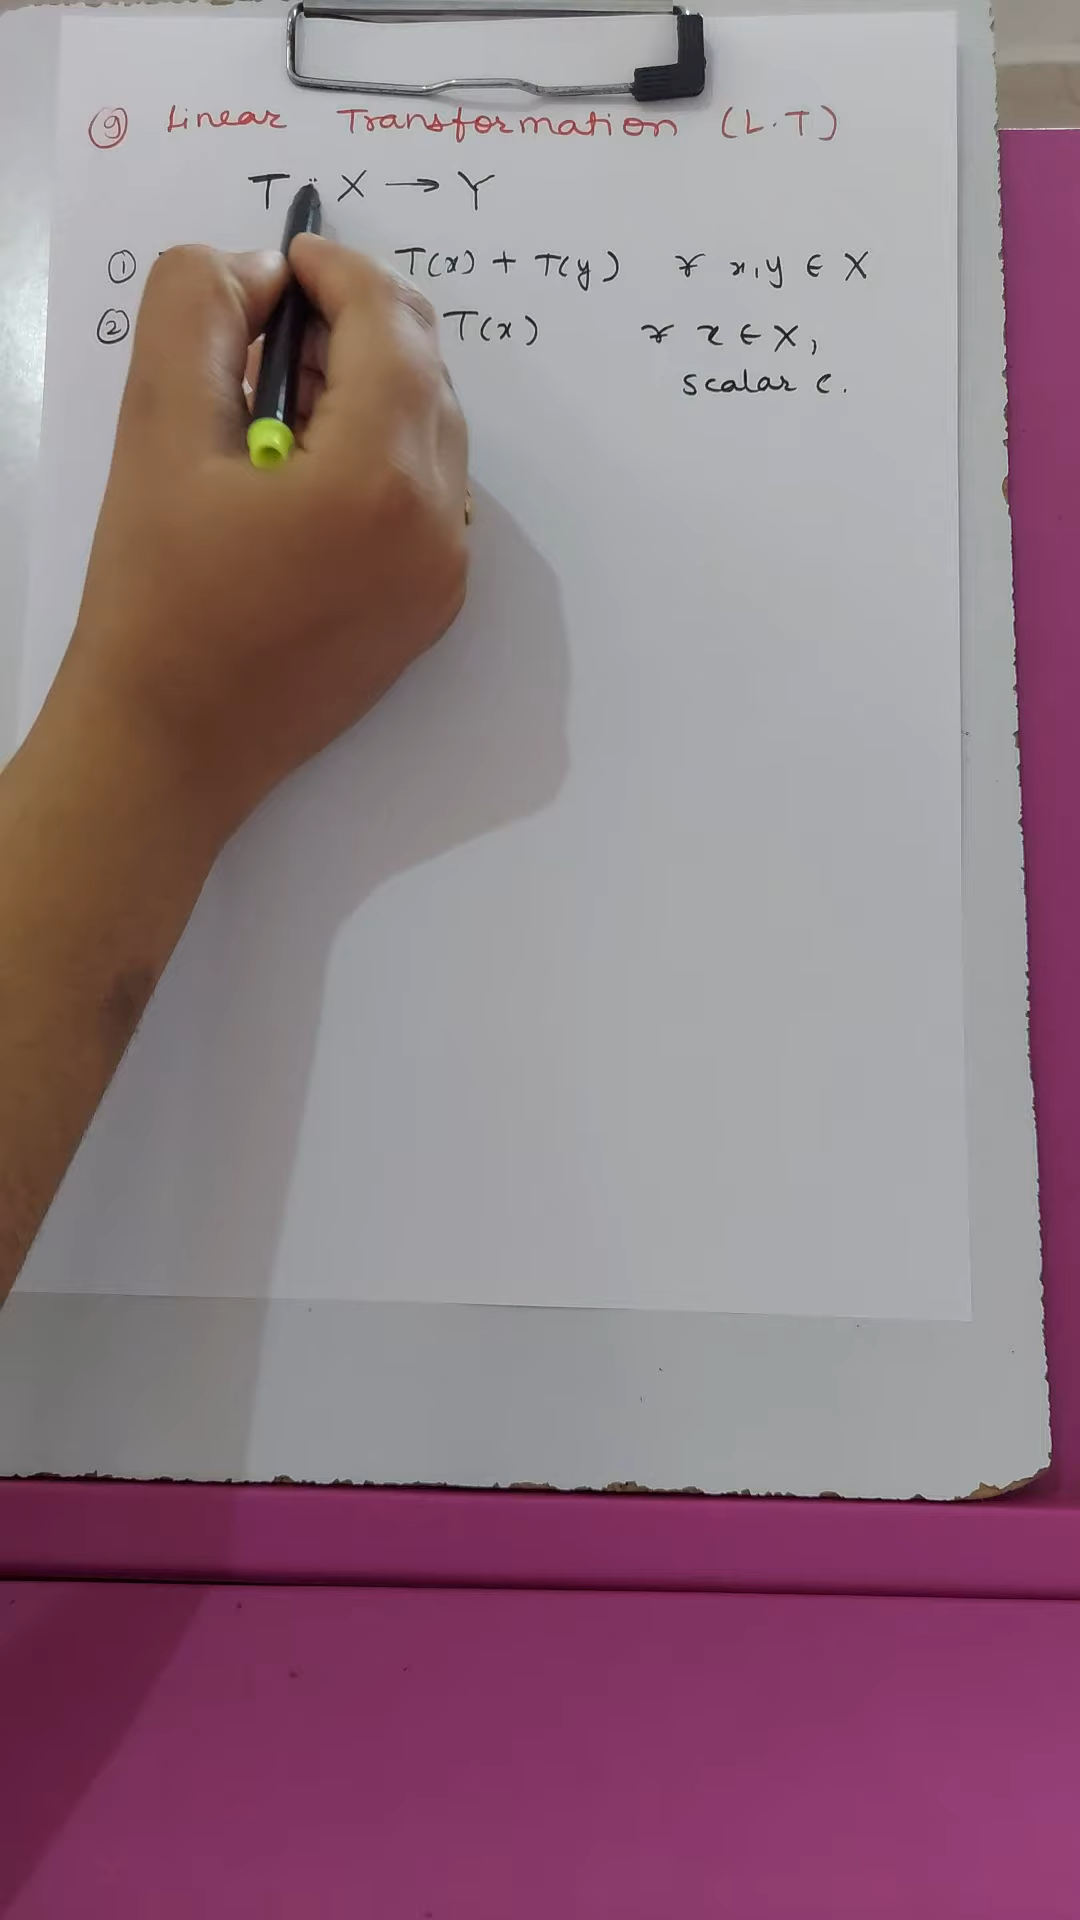 ⑨ Linear Transformation (L.T)
T : X → Y
① T(x) + T(y) ∀ x, y ∈ X
② T(x) ∀ x ∈ X,
scalar c.